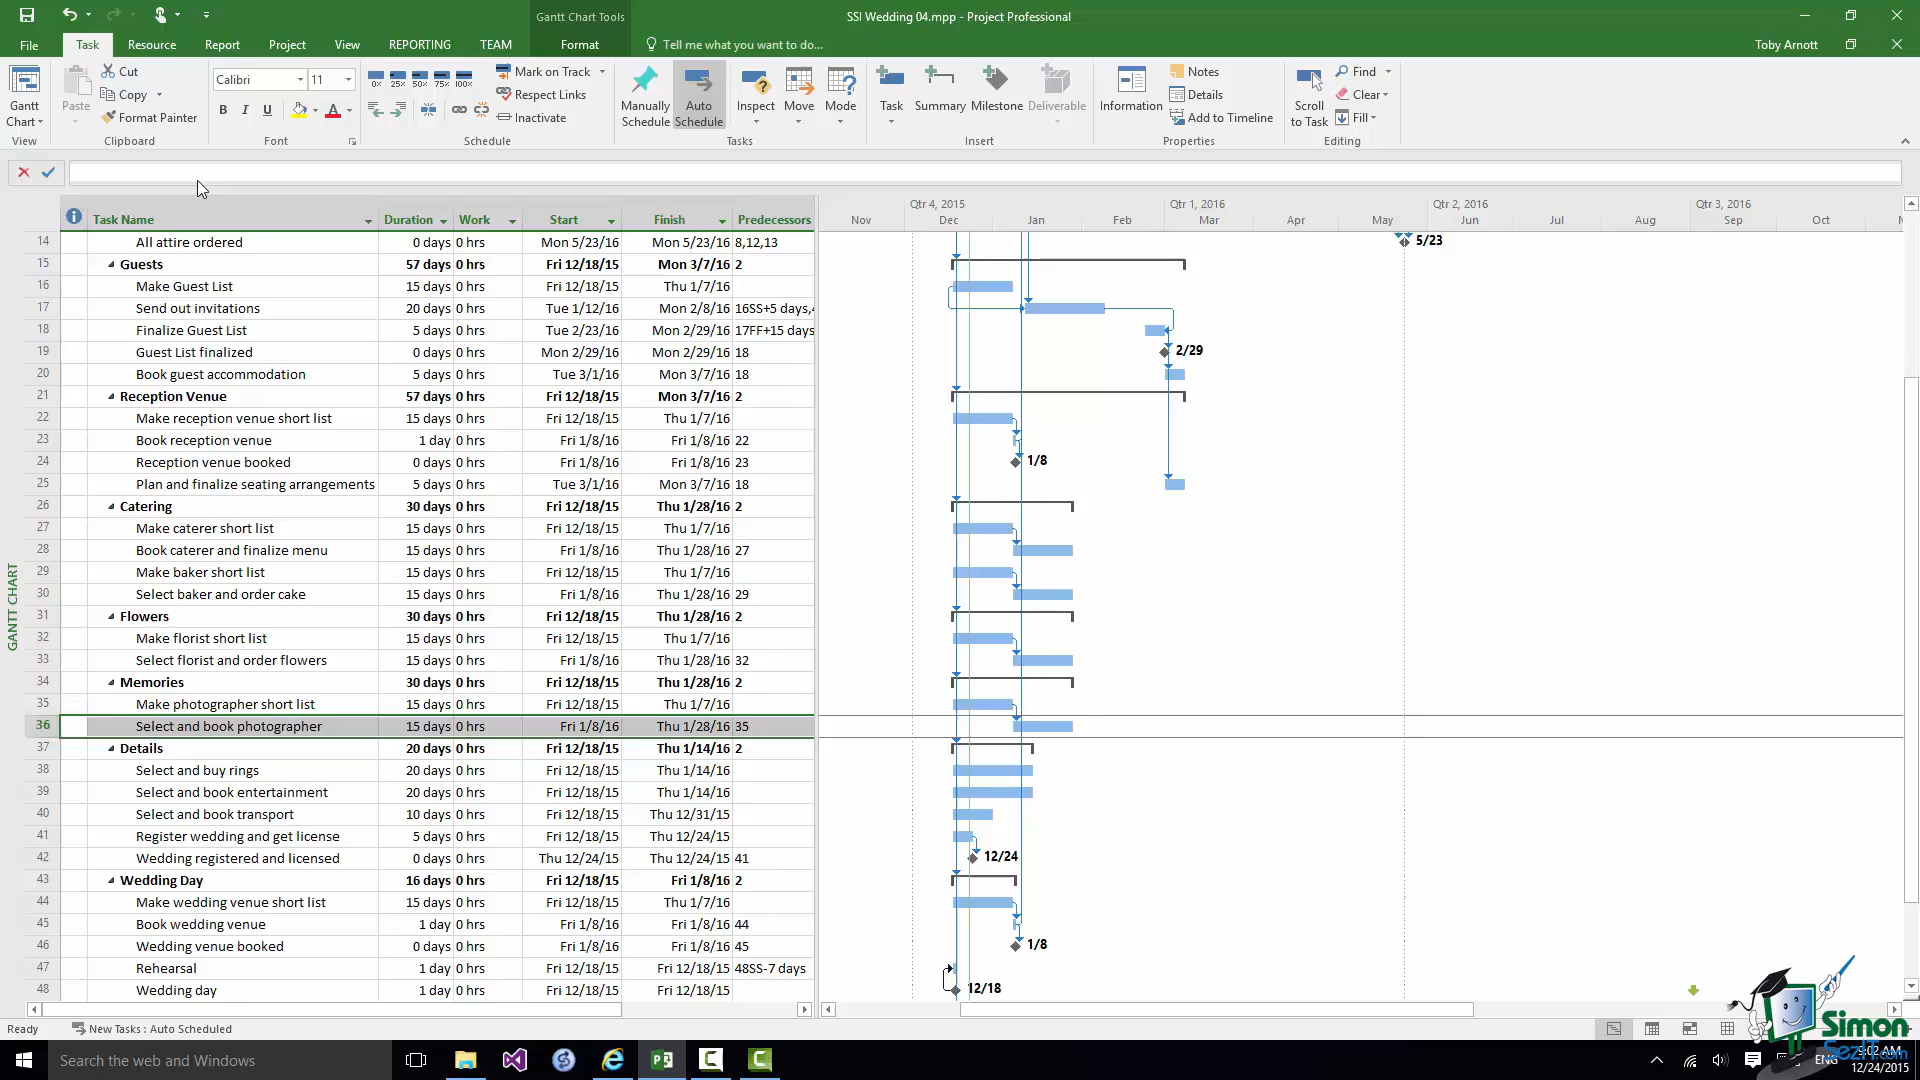 SSI Wedding 04.mpp - Project Professional
Gantt Chart Tools
File Task Resource Report Project View REPORTING TEAM Format Tell me what you want to do... Toby Arnott
Gantt Chart
View
Paste
Cut
Copy
Format Painter
Clipboard
Calibri 11
B I U
Font
0% 25% 50% 75% 100%
Mark on Track
Respect Links
Inactivate
Schedule
Manually Schedule
Auto Schedule
Inspect
Move
Mode
Tasks
Task
Summary
Milestone
Deliverable
Insert
Information
Notes
Details
Add to Timeline
Properties
Scroll to Task
Find
Clear
Fill
Editing
Task Name Duration Work Start Finish Predecessors
Qtr 4, 2015 Qtr 1, 2016 Qtr 2, 2016 Qtr 3, 2016
Nov Dec Jan Feb Mar Apr May Jun Jul Aug Sep Oct
14 All attire ordered 0 days 0 hrs Mon 5/23/16 Mon 5/23/16 8,12,13 5/23
15 Guests 57 days 0 hrs Fri 12/18/15 Mon 3/7/16 2
16 Make Guest List 15 days 0 hrs Fri 12/18/15 Thu 1/7/16
17 Send out invitations 20 days 0 hrs Tue 1/12/16 Mon 2/8/16 16SS+5 days,
18 Finalize Guest List 5 days 0 hrs Tue 2/23/16 Mon 2/29/16 17FF+15 days
19 Guest List finalized 0 days 0 hrs Mon 2/29/16 Mon 2/29/16 18 2/29
20 Book guest accommodation 5 days 0 hrs Tue 3/1/16 Mon 3/7/16 18
21 Reception Venue 57 days 0 hrs Fri 12/18/15 Mon 3/7/16 2
22 Make reception venue short list 15 days 0 hrs Fri 12/18/15 Thu 1/7/16
23 Book reception venue 1 day 0 hrs Fri 1/8/16 Fri 1/8/16 22
24 Reception venue booked 0 days 0 hrs Fri 1/8/16 Fri 1/8/16 23 1/8
25 Plan and finalize seating arrangements 5 days 0 hrs Tue 3/1/16 Mon 3/7/16 18
26 Catering 30 days 0 hrs Fri 12/18/15 Thu 1/28/16 2
27 Make caterer short list 15 days 0 hrs Fri 12/18/15 Thu 1/7/16
28 Book caterer and finalize menu 15 days 0 hrs Fri 1/8/16 Thu 1/28/16 27
29 Make baker short list 15 days 0 hrs Fri 12/18/15 Thu 1/7/16
30 Select baker and order cake 15 days 0 hrs Fri 1/8/16 Thu 1/28/16 29
31 Flowers 30 days 0 hrs Fri 12/18/15 Thu 1/28/16 2
32 Make florist short list 15 days 0 hrs Fri 12/18/15 Thu 1/7/16
33 Select florist and order flowers 15 days 0 hrs Fri 1/8/16 Thu 1/28/16 32
34 Memories 30 days 0 hrs Fri 12/18/15 Thu 1/28/16 2
35 Make photographer short list 15 days 0 hrs Fri 12/18/15 Thu 1/7/16
36 Select and book photographer 15 days 0 hrs Fri 1/8/16 Thu 1/28/16 35
37 Details 20 days 0 hrs Fri 12/18/15 Thu 1/14/16 2
38 Select and buy rings 20 days 0 hrs Fri 12/18/15 Thu 1/14/16
39 Select and book entertainment 20 days 0 hrs Fri 12/18/15 Thu 1/14/16
40 Select and book transport 10 days 0 hrs Fri 12/18/15 Thu 12/31/15
41 Register wedding and get license 5 days 0 hrs Fri 12/18/15 Thu 12/24/15
42 Wedding registered and licensed 0 days 0 hrs Thu 12/24/15 Thu 12/24/15 41 12/24
43 Wedding Day 16 days 0 hrs Fri 12/18/15 Fri 1/8/16 2
44 Make wedding venue short list 15 days 0 hrs Fri 12/18/15 Thu 1/7/16
45 Book wedding venue 1 day 0 hrs Fri 1/8/16 Fri 1/8/16 44
46 Wedding venue booked 0 days 0 hrs Fri 1/8/16 Fri 1/8/16 45 1/8
47 Rehearsal 1 day 0 hrs Fri 12/18/15 Fri 12/18/15 48SS-7 days
48 Wedding day 1 day 0 hrs Fri 12/18/15 Fri 12/18/15 12/18
GANTT CHART
Ready New Tasks : Auto Scheduled
Simon SezIT.com
Search the web and Windows
ENG
9:02 AM
12/24/2015